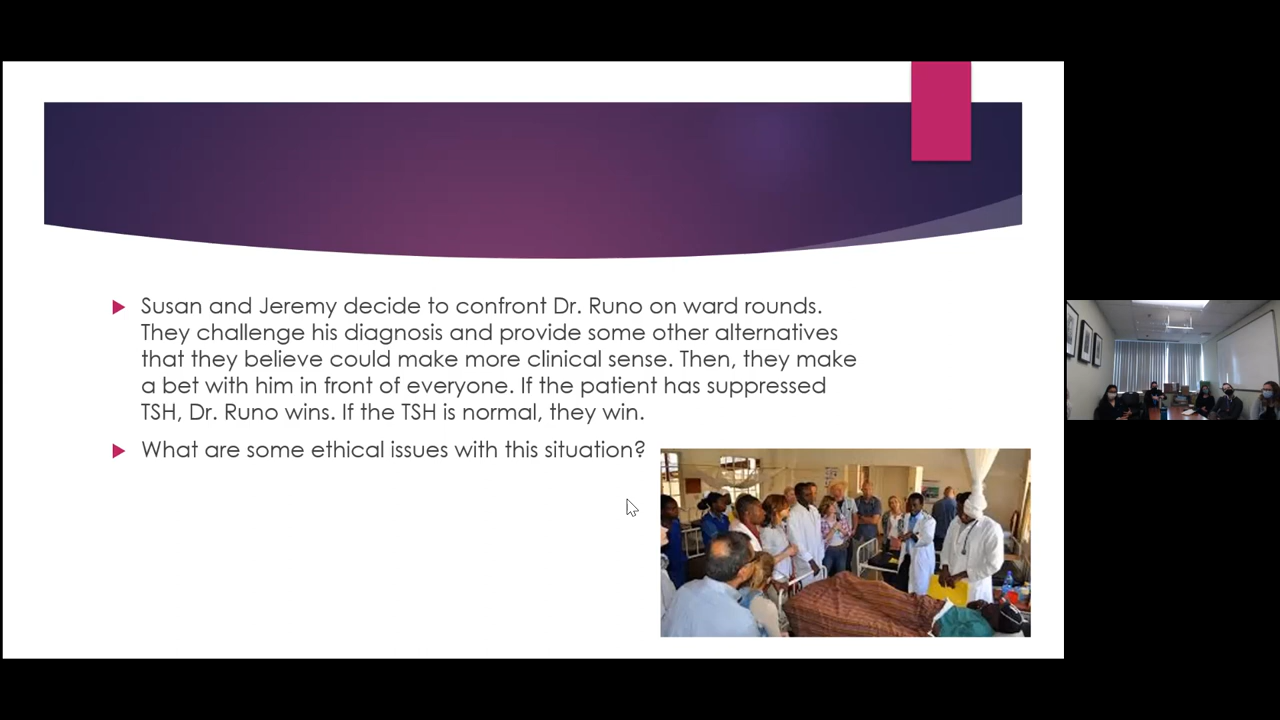 Susan and Jeremy decide to confront Dr. Runo on ward rounds.
They challenge his diagnosis and provide some other alternatives
that they believe could make more clinical sense. Then, they make
a bet with him in front of everyone. If the patient has suppressed
TSH, Dr. Runo wins. If the TSH is normal, they win.
What are some ethical issues with this situation?